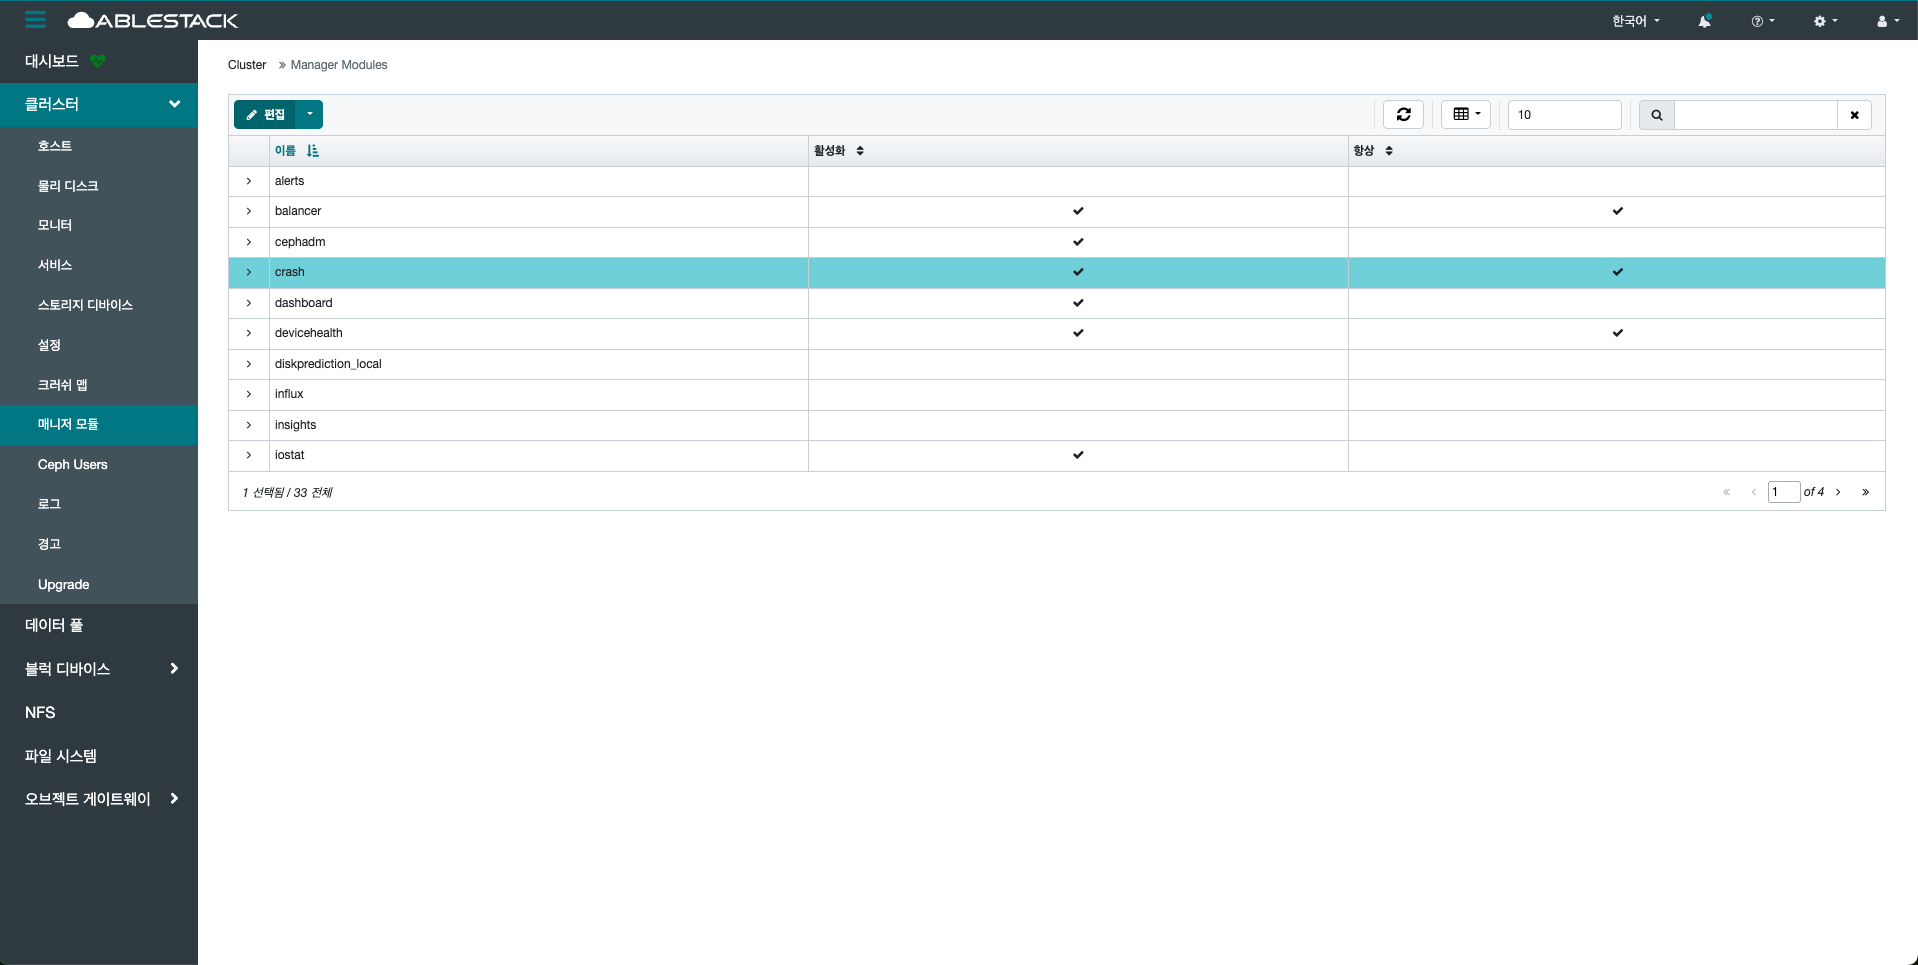 ABLESTACK
한국어
대시보드
클러스터
호스트
물리 디스크
모니터
서비스
스토리지 디바이스
설정
크러쉬 맵
매니저 모듈
Ceph Users
로그
경고
Upgrade
데이터 풀
블럭 디바이스
NFS
파일 시스템
오브젝트 게이트웨이
Cluster » Manager Modules
편집
10
이름 활성화 항상
alerts
balancer
cephadm
crash
dashboard
devicehealth
diskprediction_local
influx
insights
iostat
1 선택됨 / 33 전체
1 of 4